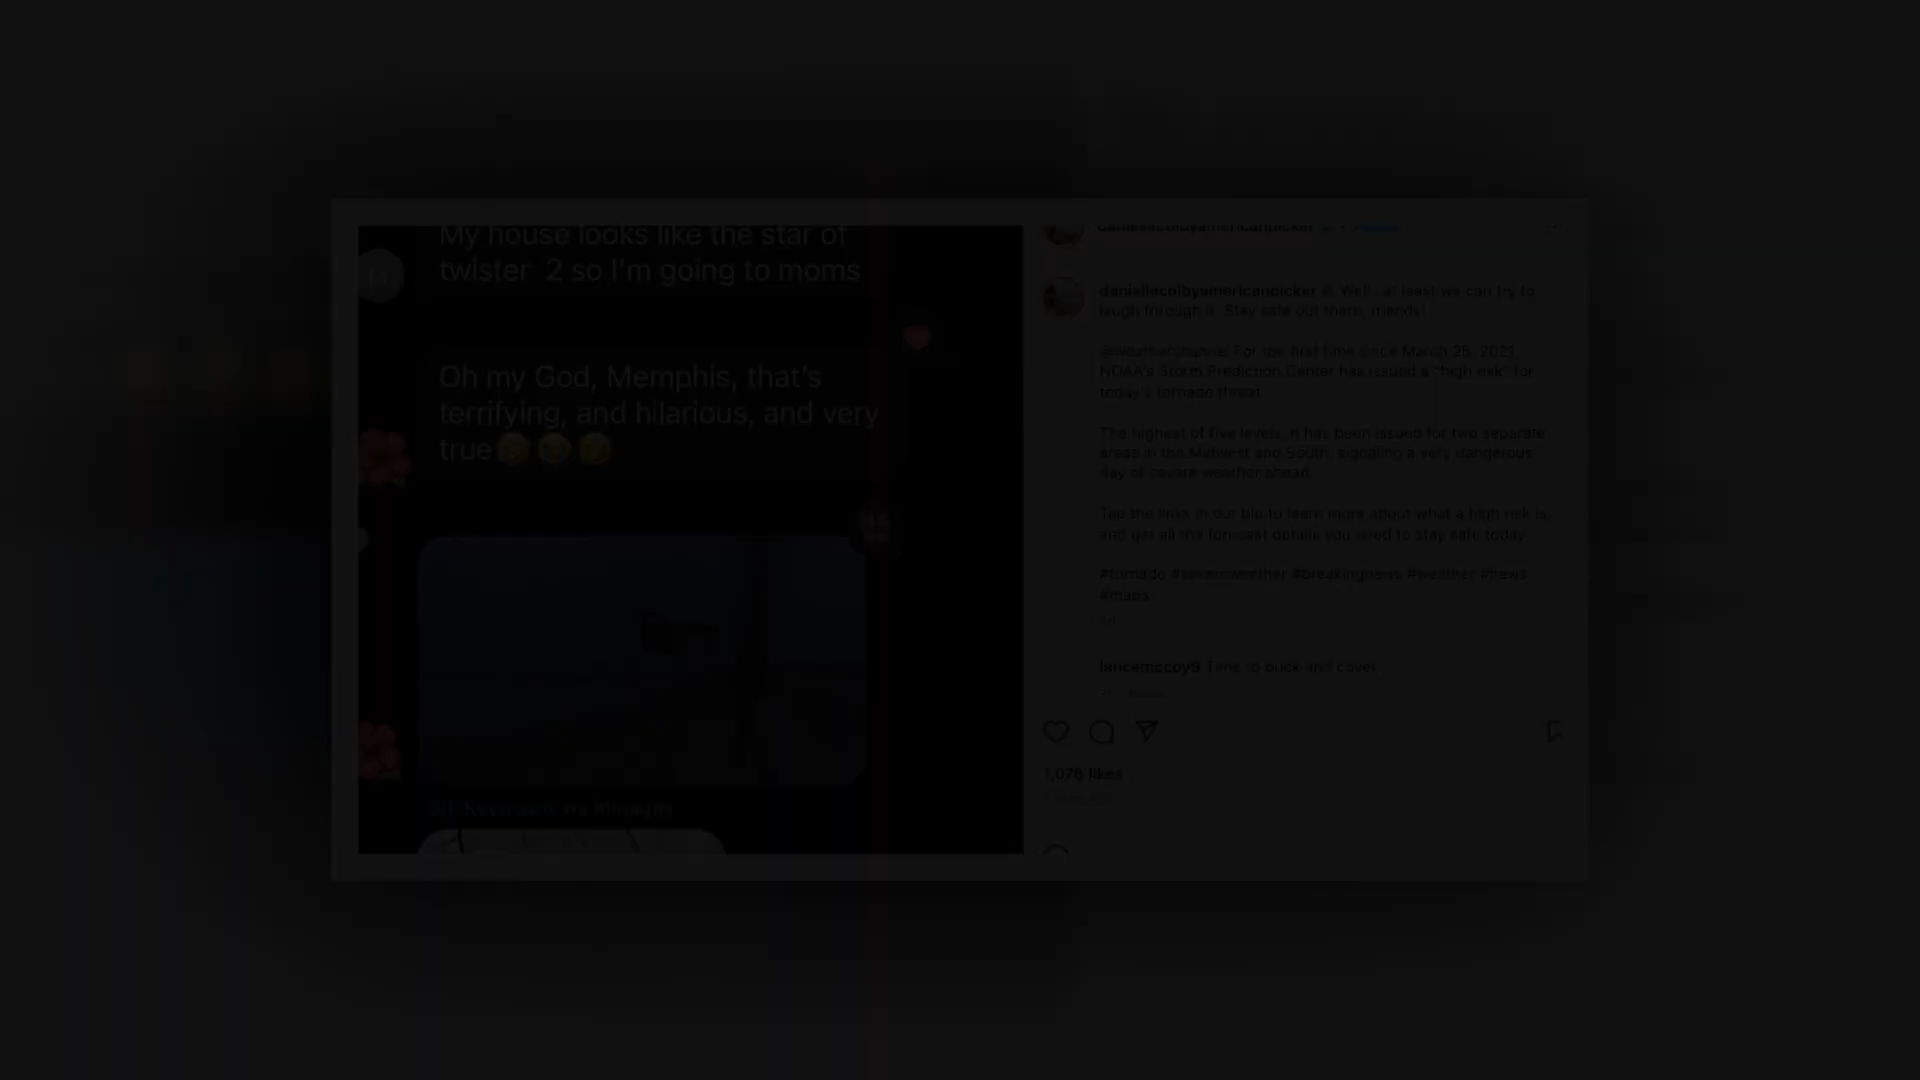 My house looks like the star of
twister 2 so I'm going to moms
M
Oh my God, Memphis, that's
terrifying, and hilarious, and very
true😂😂😂
HA
HA
via #images
daniellecolbyamericanpicker
daniellecolbyamericanpicker Well.. at least we can try to
laugh through it. Stay safe out there, friends!
@weatherchannel For the first time since March 25, 2021,
NOAA's Storm Prediction Center has issued a "high risk" for
today's tornado threat.
The highest of five levels, it has been issued for two separate
areas in the Midwest and South, signaling a very dangerous
day of severe weather ahead.
Tap the links in our bio to learn more about what a high risk is,
and get all the forecast details you need to stay safe today.
#tornado #severeweather #breakingnews #weather #news
#maps
lancemccoy9 Time to duck and cover
1,076 likes